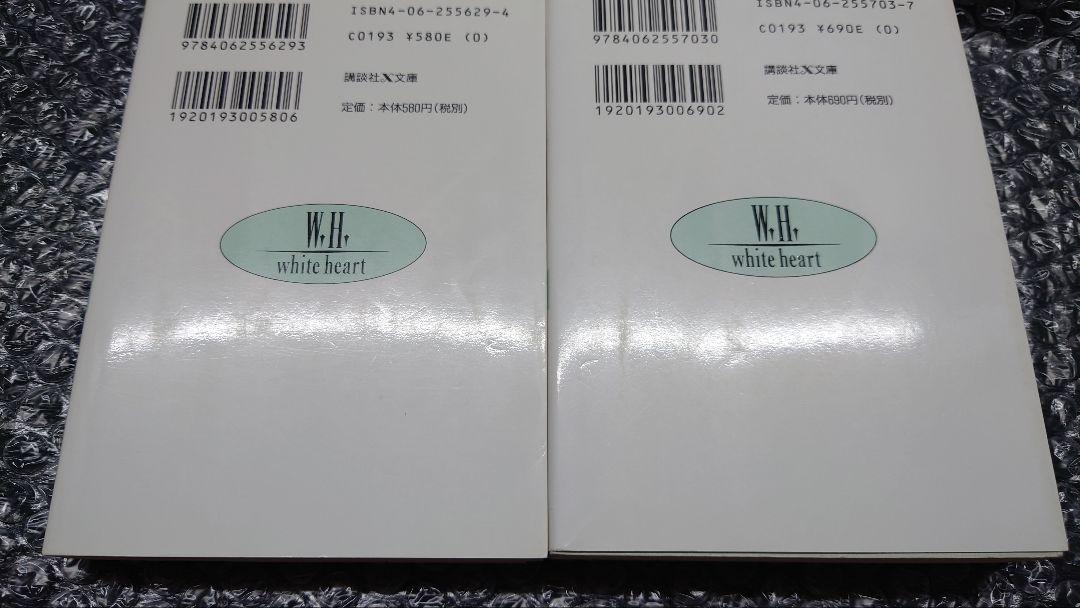 ISBN4-06-255629-4
9784062556293
C0193 ¥580E (0)
講談社X文庫
定価：本体580円(税別)
1920193005806
W.H.
white heart
ISBN4-06-255703-7
9784062557030
C0193 ¥690E (0)
講談社X文庫
定価：本体690円(税別)
1920193006902
W.H.
white heart